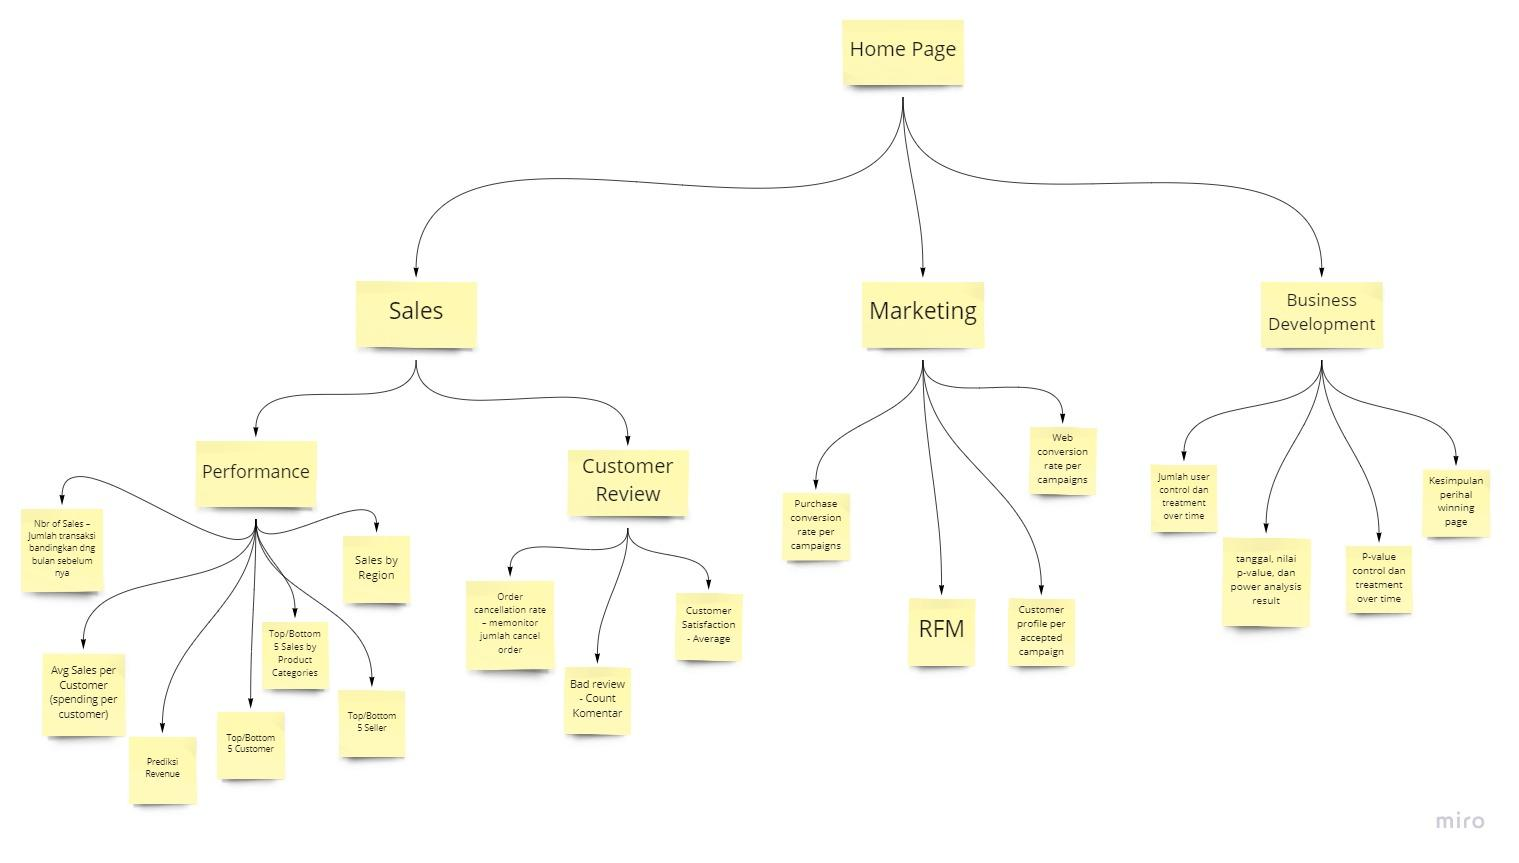 Home Page
Sales
Marketing
Business
Development
Performance
Customer
Review
Web
conversion
rate per
campaigns
Purchase
conversion
rate per
campaigns
Jumlah user
control dan
treatment
over time
Kesimpulan
perihal
winning
page
Nbr of Sales –
Jumlah transaksi
bandingkan dng
bulan sebelum
nya
Sales by
Region
tanggal, nilai
p-value, dan
power analysis
result
P-value
control dan
treatment
over time
Order
cancellation rate
– memonitor
jumlah cancel
order
Customer
Satisfaction
- Average
RFM
Customer
profile per
accepted
campaign
Top/Bottom
5 Sales by
Product
Categories
Avg Sales per
Customer
(spending per
customer)
Bad review
- Count
Komentar
Top/Bottom
5 Seller
Top/Bottom
5 Customer
Prediksi
Revenue
miro